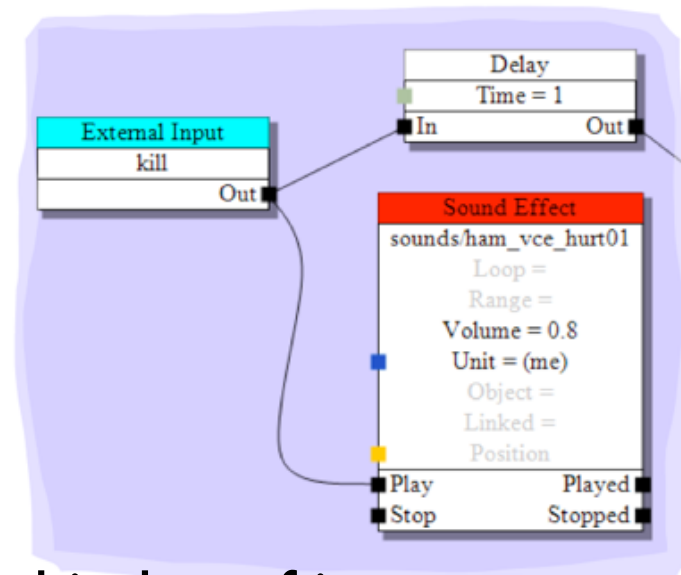 External Input
kill
Out
Delay
Time = 1
In Out
Sound Effect
sounds/ham_vce_hurt01
Loop =
Range =
Volume = 0.8
Unit = (me)
Object =
Linked =
Position
Play Played
Stop Stopped